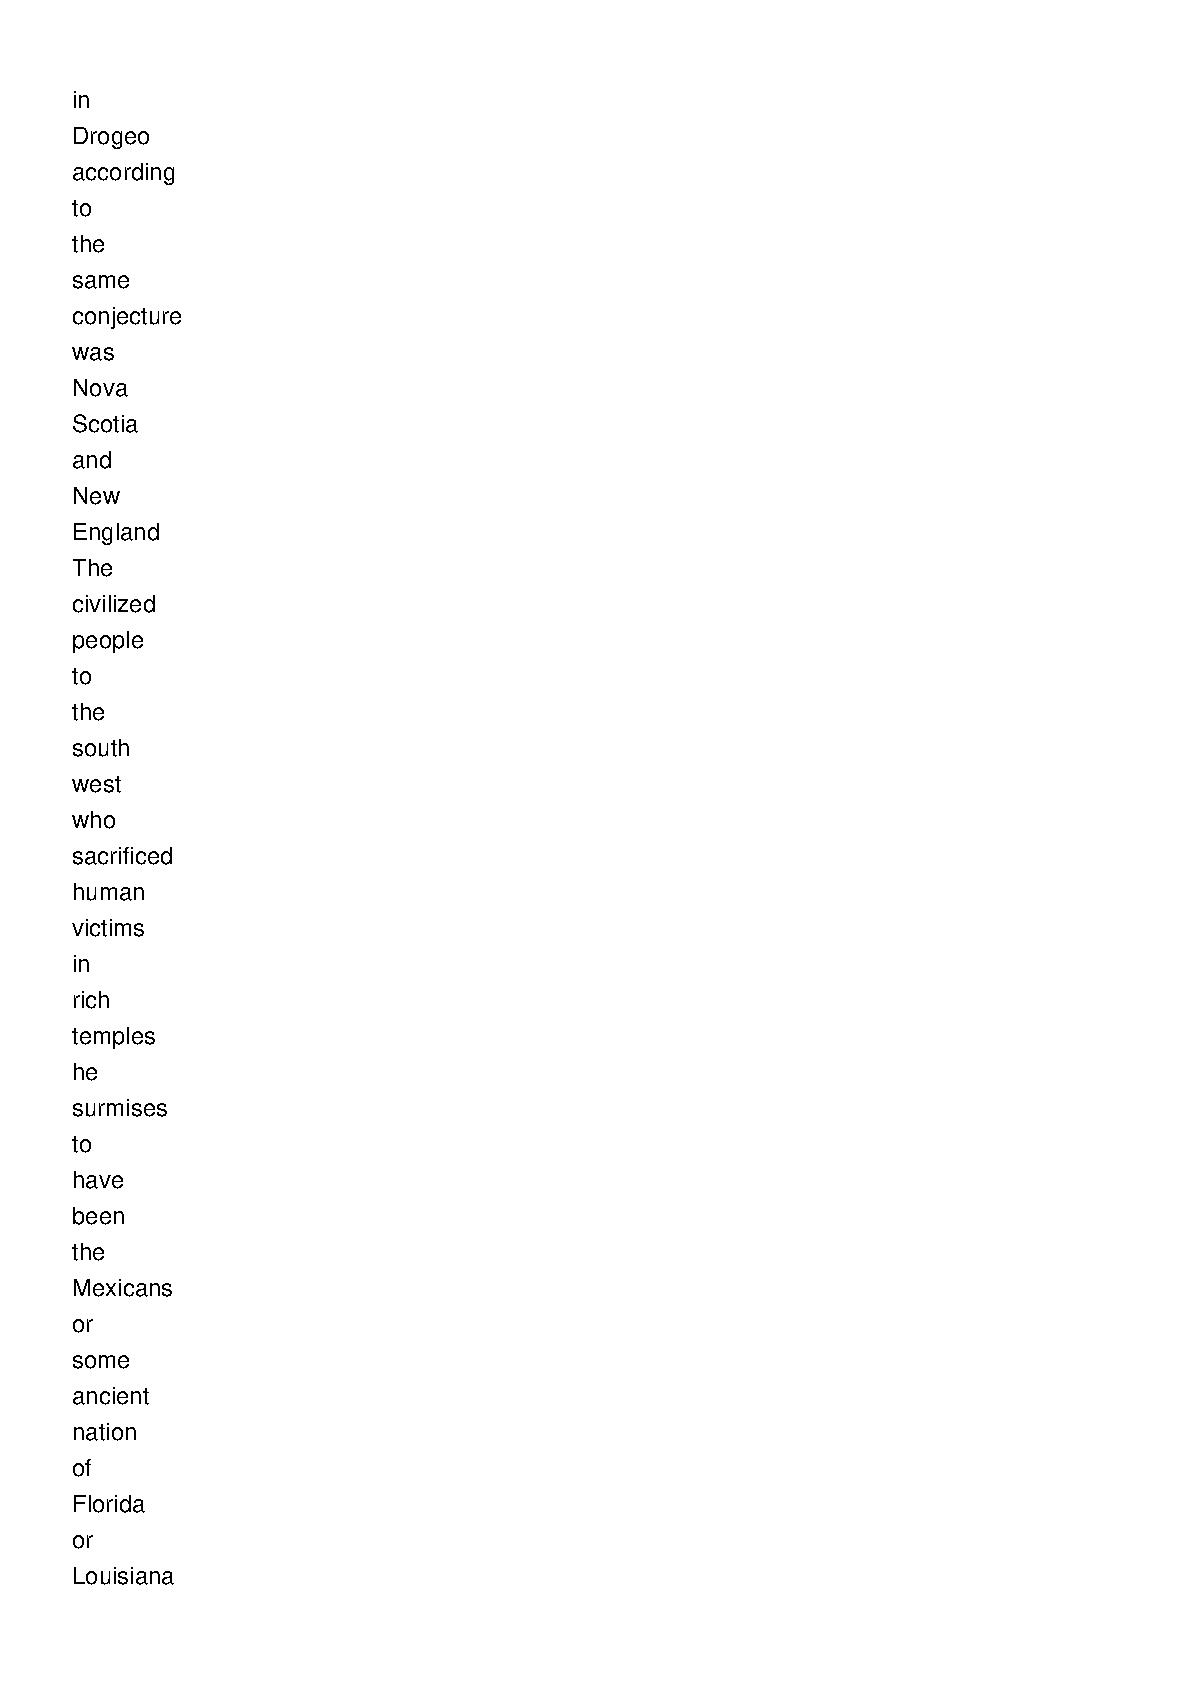 in
Drogeo
according
to
the
same
conjecture
was
Nova
Scotia
and
New
England
The
civilized
people
to
the
south
west
who
sacrificed
human
victims
in
rich
temples
he
surmises
to
have
been
the
Mexicans
or
some
ancient
nation
of
Florida
or
Louisiana